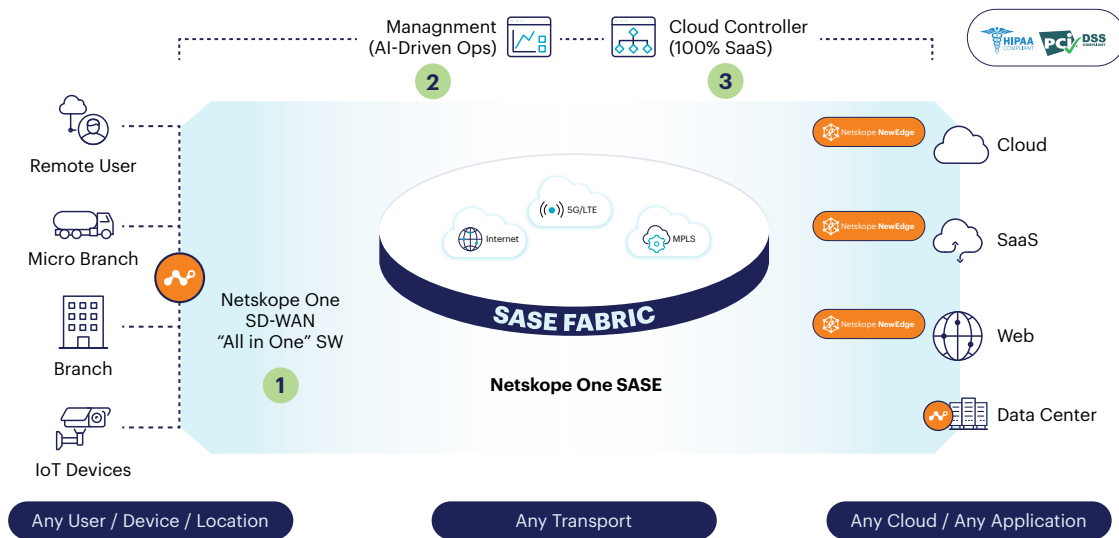 Managnment
(AI-Driven Ops)
2
Cloud Controller
(100% SaaS)
3
HIPAA
COMPLIANT
PCI DSS
COMPLIANT
Remote User
Micro Branch
Branch
IoT Devices
Netskope One
SD-WAN
“All in One” SW
1
Internet
5G/LTE
MPLS
SASE FABRIC
Netskope One SASE
Netskope NewEdge
Cloud
Netskope NewEdge
SaaS
Netskope NewEdge
Web
Data Center
Any User / Device / Location
Any Transport
Any Cloud / Any Application